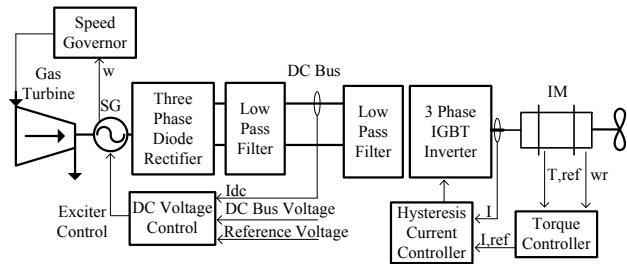 Speed
Governor
w
Gas
Turbine
SG
Three
Phase
Diode
Rectifier
Low
Pass
Filter
DC Bus
Low
Pass
Filter
3 Phase
IGBT
Inverter
IM
Exciter
Control
DC Voltage
Control
Idc
DC Bus Voltage
Reference Voltage
Hysteresis
Current
Controller
I
I,ref
T,ref
wr
Torque
Controller